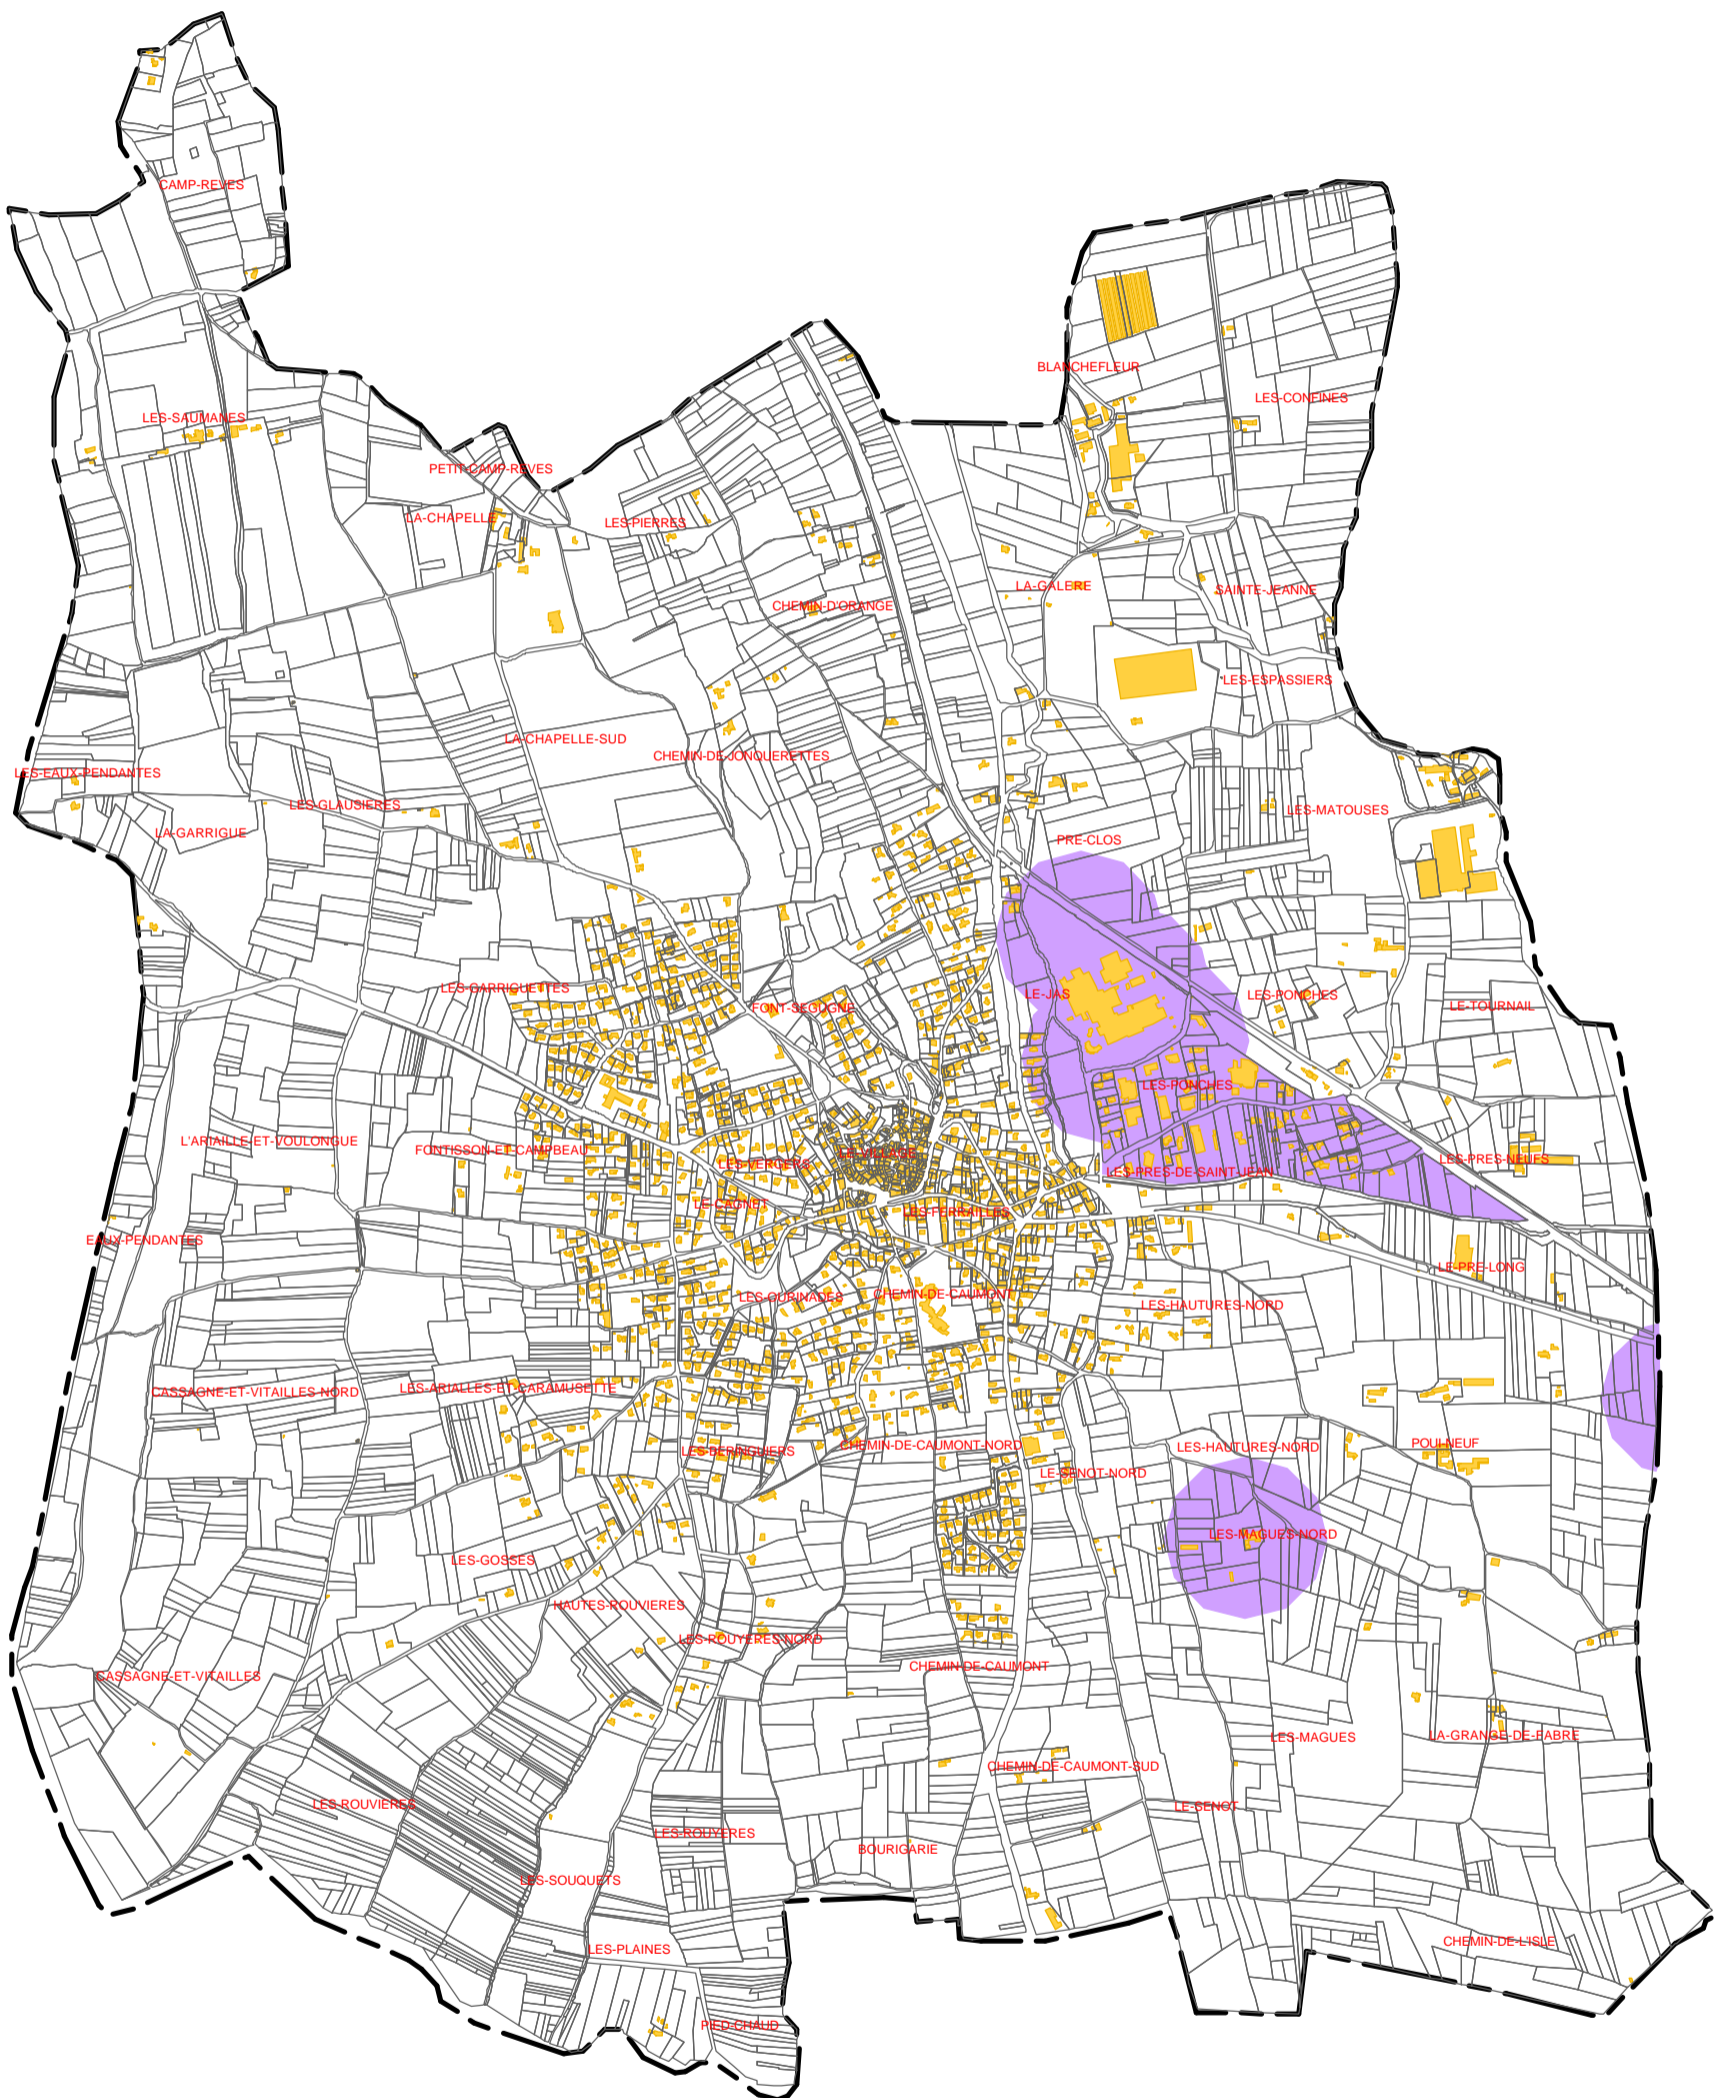 CAMP-REVES
BLANCHEFLEUR
LES-CONFINES
LES-SAUMANES
PETIT-CAMP-REVES
LA-CHAPELLE
LES-PIERRES
LA-GALERE
SAINTE-JEANNE
CHEMIN-D'ORANGE
LES-ESPASSIERS
LA-CHAPELLE-SUD
CHEMIN-DE-JONQUERETTES
LES-EAUX-PENDANTES
LES-GLAUSIERES
LES-MATOUSES
LA-GARRIGUE
PRE-CLOS
LES-GARRIGUETTES
LE-JAS
LES-PONCHES
FONT-SEGUGNE
LE-TOURNAIL
LES-PONCHES
L'ARIAILLE-ET-VOULONGUE
FONTISSON-ET-CAMPBEAU
LE-VILLAGE
LES-VERGERS
LES-PRES-NEUFS
LES-PRES-DE-SAINT-JEAN
LE-CAGNET
LES-FERRAILLES
EAUX-PENDANTES
LE-PRE-LONG
LES-OURINADES
CHEMIN-DE-CAUMONT
LES-HAUTURES-NORD
CASSAGNE-ET-VITAILLES-NORD
LES-ARIALLES-ET-CARAMUSETTE
LES-BERINGUIERS
CHEMIN-DE-CAUMONT-NORD
LES-HAUTURES-NORD
POULNEUF
LE-SENOT-NORD
LES-MAGUES-NORD
LES-GOSSES
HAUTES-ROUVIERES
LES-ROUYERES-NORD
CHEMIN-DE-CAUMONT
CASSAGNE-ET-VITAILLES
LES-MAGUES
LA-GRANGE-DE-FABRE
CHEMIN-DE-CAUMONT-SUD
LES-ROUVIERES
LE-SENOT
LES-ROUYERES
BOURIGARIE
LES-SOUQUETS
CHEMIN-DE-L'ISLE
LES-PLAINES
PIED-CHAUD